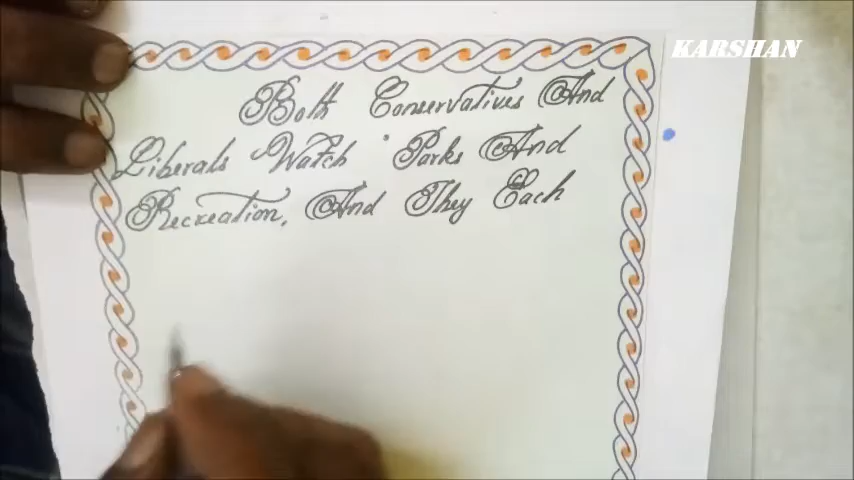 KARSHAN
Both Conservatives And
Liberals Watch "Parks And
Recreation, And They Each